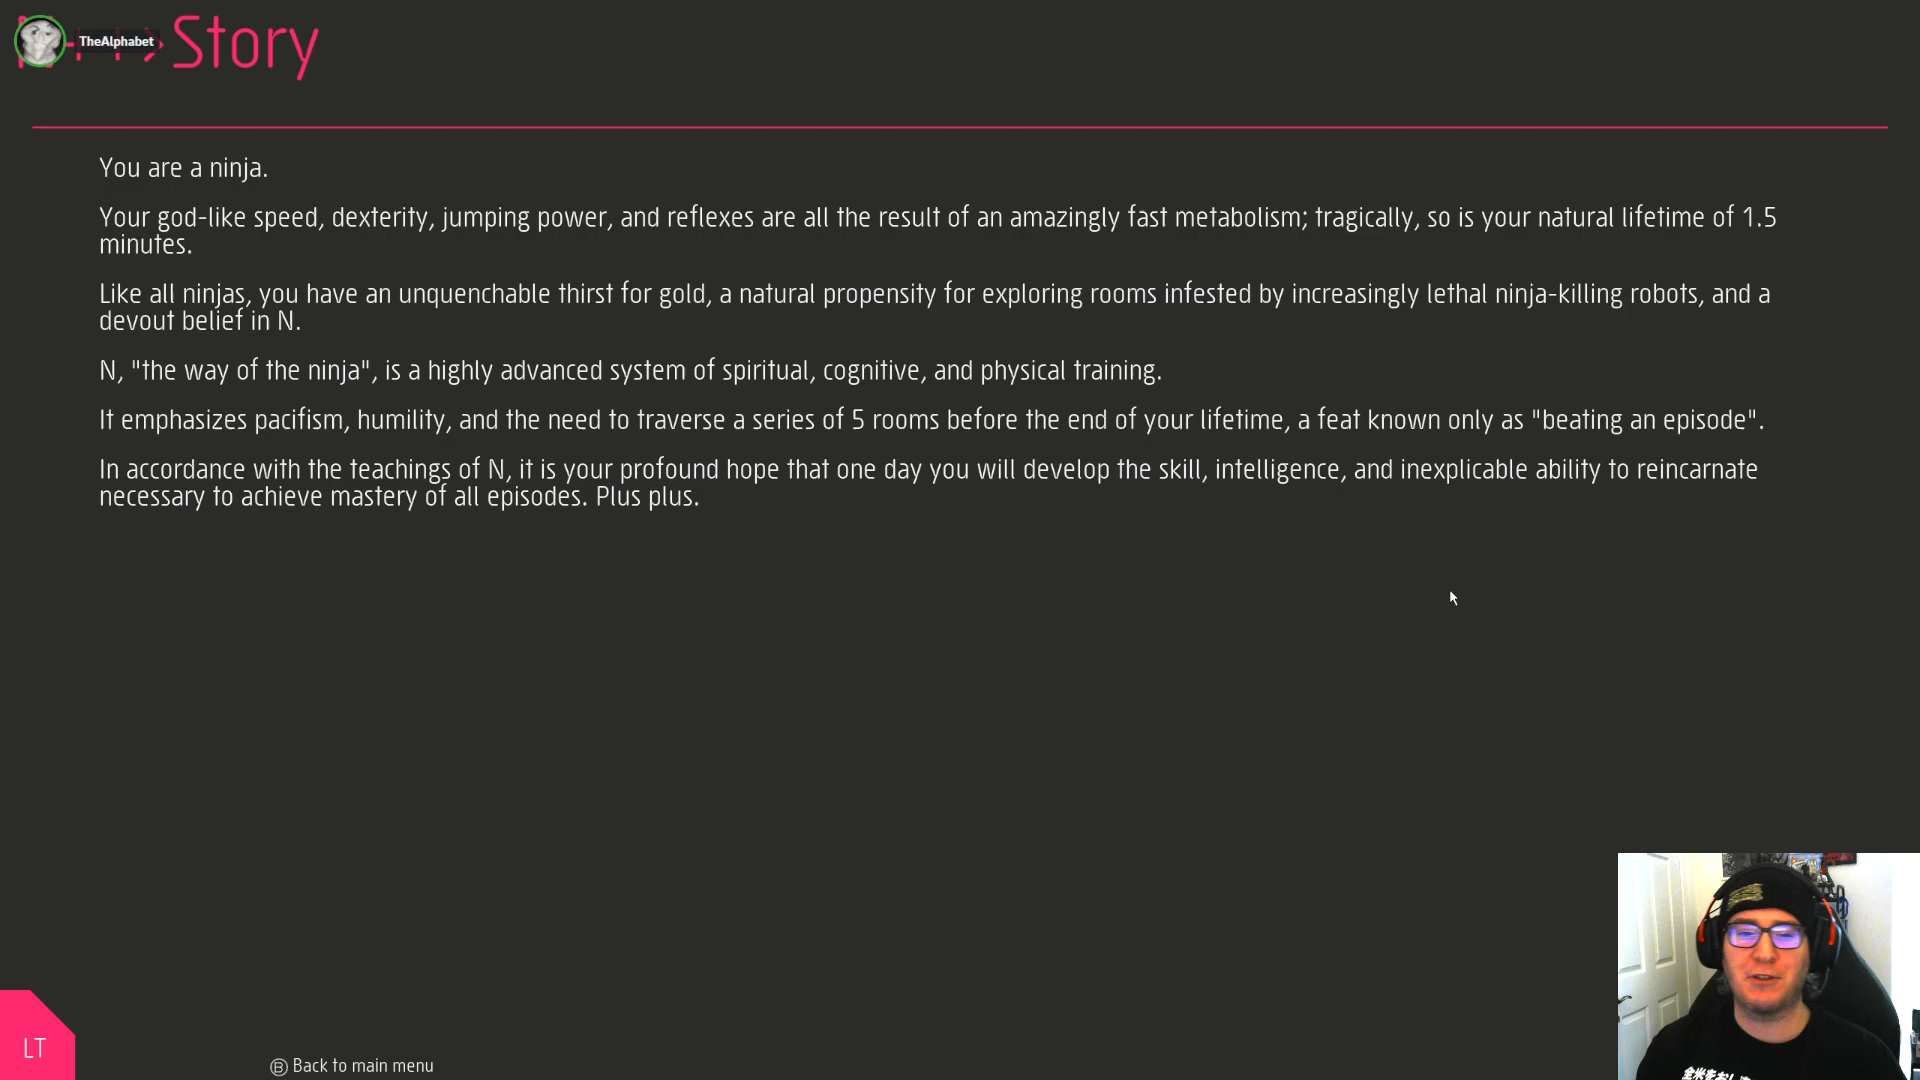 TheAlphabet
Story
You are a ninja.
Your god-like speed, dexterity, jumping power, and reflexes are all the result of an amazingly fast metabolism; tragically, so is your natural lifetime of 1.5
minutes.
Like all ninjas, you have an unquenchable thirst for gold, a natural propensity for exploring rooms infested by increasingly lethal ninja-killing robots, and a
devout belief in N.
N, "the way of the ninja", is a highly advanced system of spiritual, cognitive, and physical training.
It emphasizes pacifism, humility, and the need to traverse a series of 5 rooms before the end of your lifetime, a feat known only as "beating an episode".
In accordance with the teachings of N, it is your profound hope that one day you will develop the skill, intelligence, and inexplicable ability to reincarnate
necessary to achieve mastery of all episodes. Plus plus.
LT
B Back to main menu